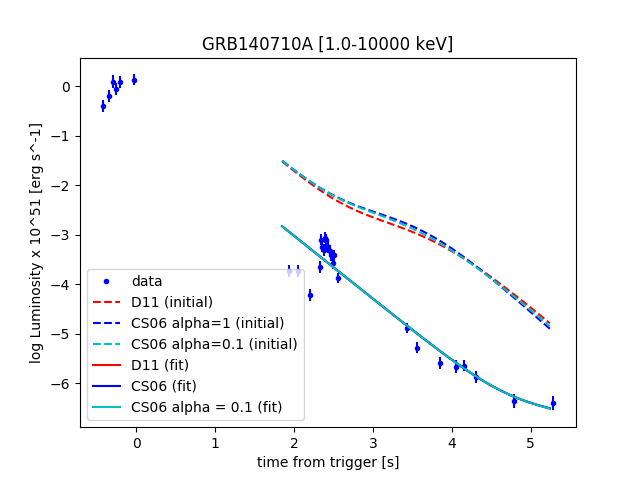 GRB140710A [1.0-10000 keV]
log Luminosity x 10^51 [erg s^-1]
0
−1
−2
−3
−4
−5
−6
data
D11 (initial)
CS06 alpha=1 (initial)
CS06 alpha=0.1 (initial)
D11 (fit)
CS06 (fit)
CS06 alpha = 0.1 (fit)
0 1 2 3 4 5
time from trigger [s]